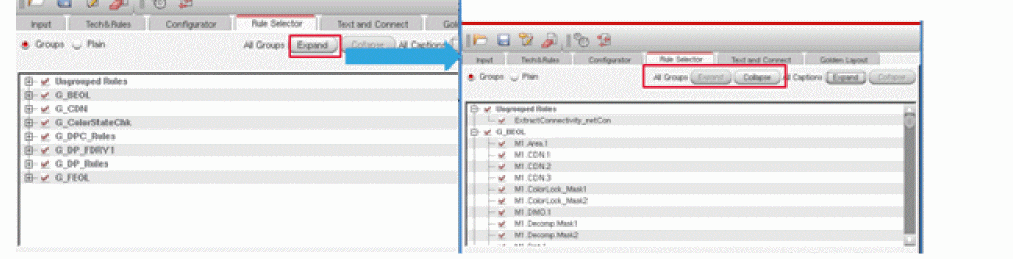 Input Tech&Rules Configurator Rule Selector Text and Connect
Groups Plain All Groups Expand Collapse All Captions
Ungrouped Rules
G_BEOL
G_CDN
G_ColorStateChk
G_DPC_Rules
G_DP_FDRV1
G_DP_Rules
G_FEOL
Input Tech&Rules Configurator Rule Selector Text and Connect Golden Layout
Groups Plain All Groups Expand Collapse All Captions Expand Collapse
Ungrouped Rules
ExtractConnectivity_netCon
G_BEOL
M1.Area.1
M1.CDN.1
M1.CDN.2
M1.CDN.3
M1.ColorLock_Mask1
M1.ColorLock_Mask2
M1.DMO.1
M1.Decomp.Mask1
M1.Decomp.Mask2